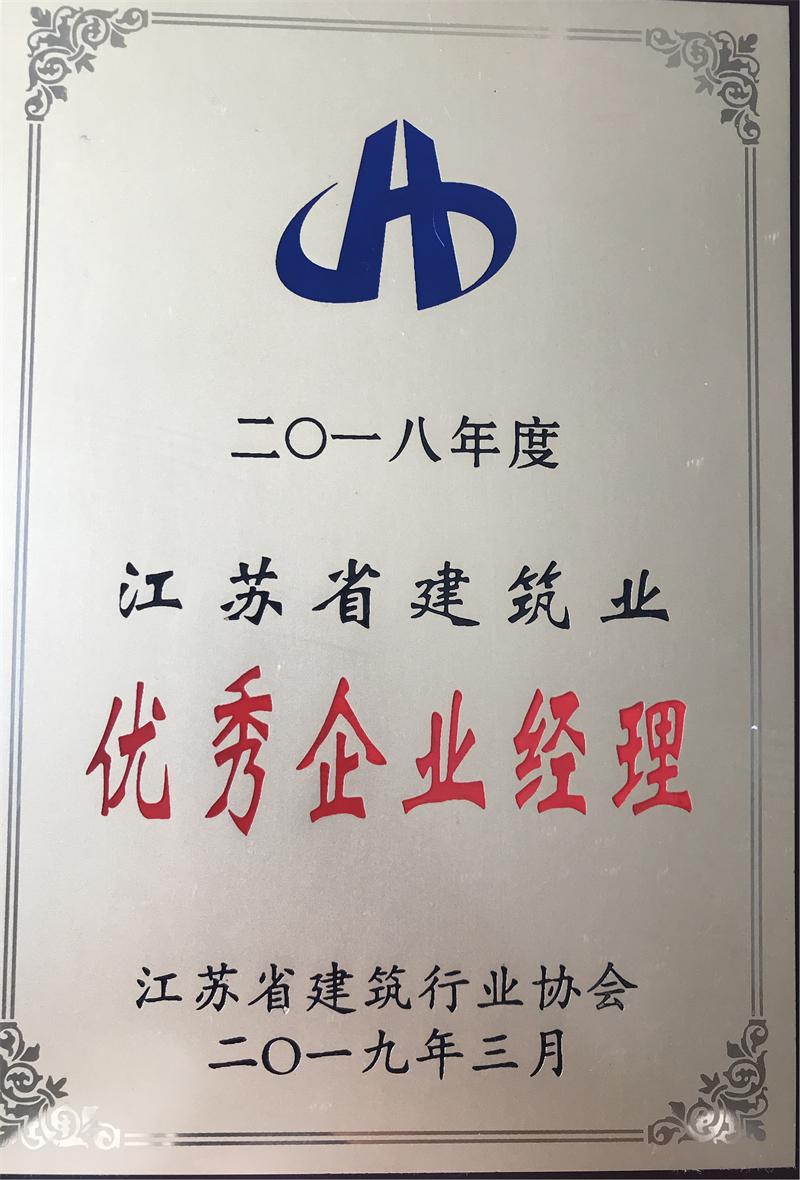 二〇一八年度
江苏省建筑业
优秀企业经理
江苏省建筑行业协会
二〇一九年三月